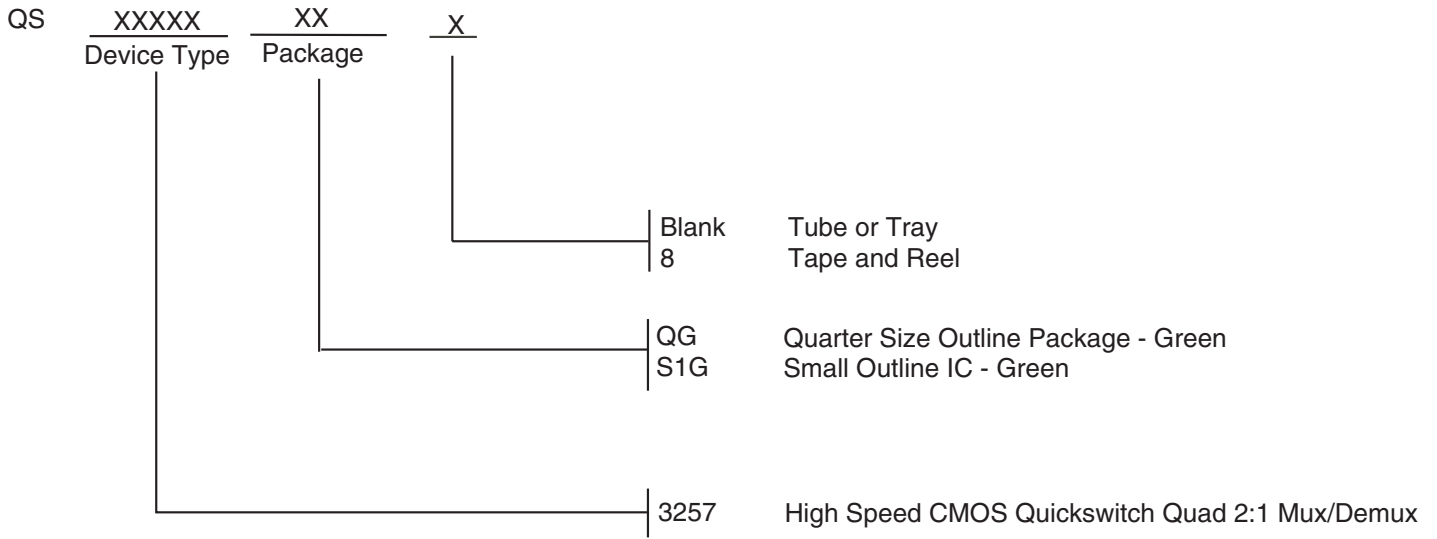 QS XXXXX XX X
Device Type Package
Blank Tube or Tray
8 Tape and Reel
QG Quarter Size Outline Package - Green
S1G Small Outline IC - Green
3257 High Speed CMOS Quickswitch Quad 2:1 Mux/Demux